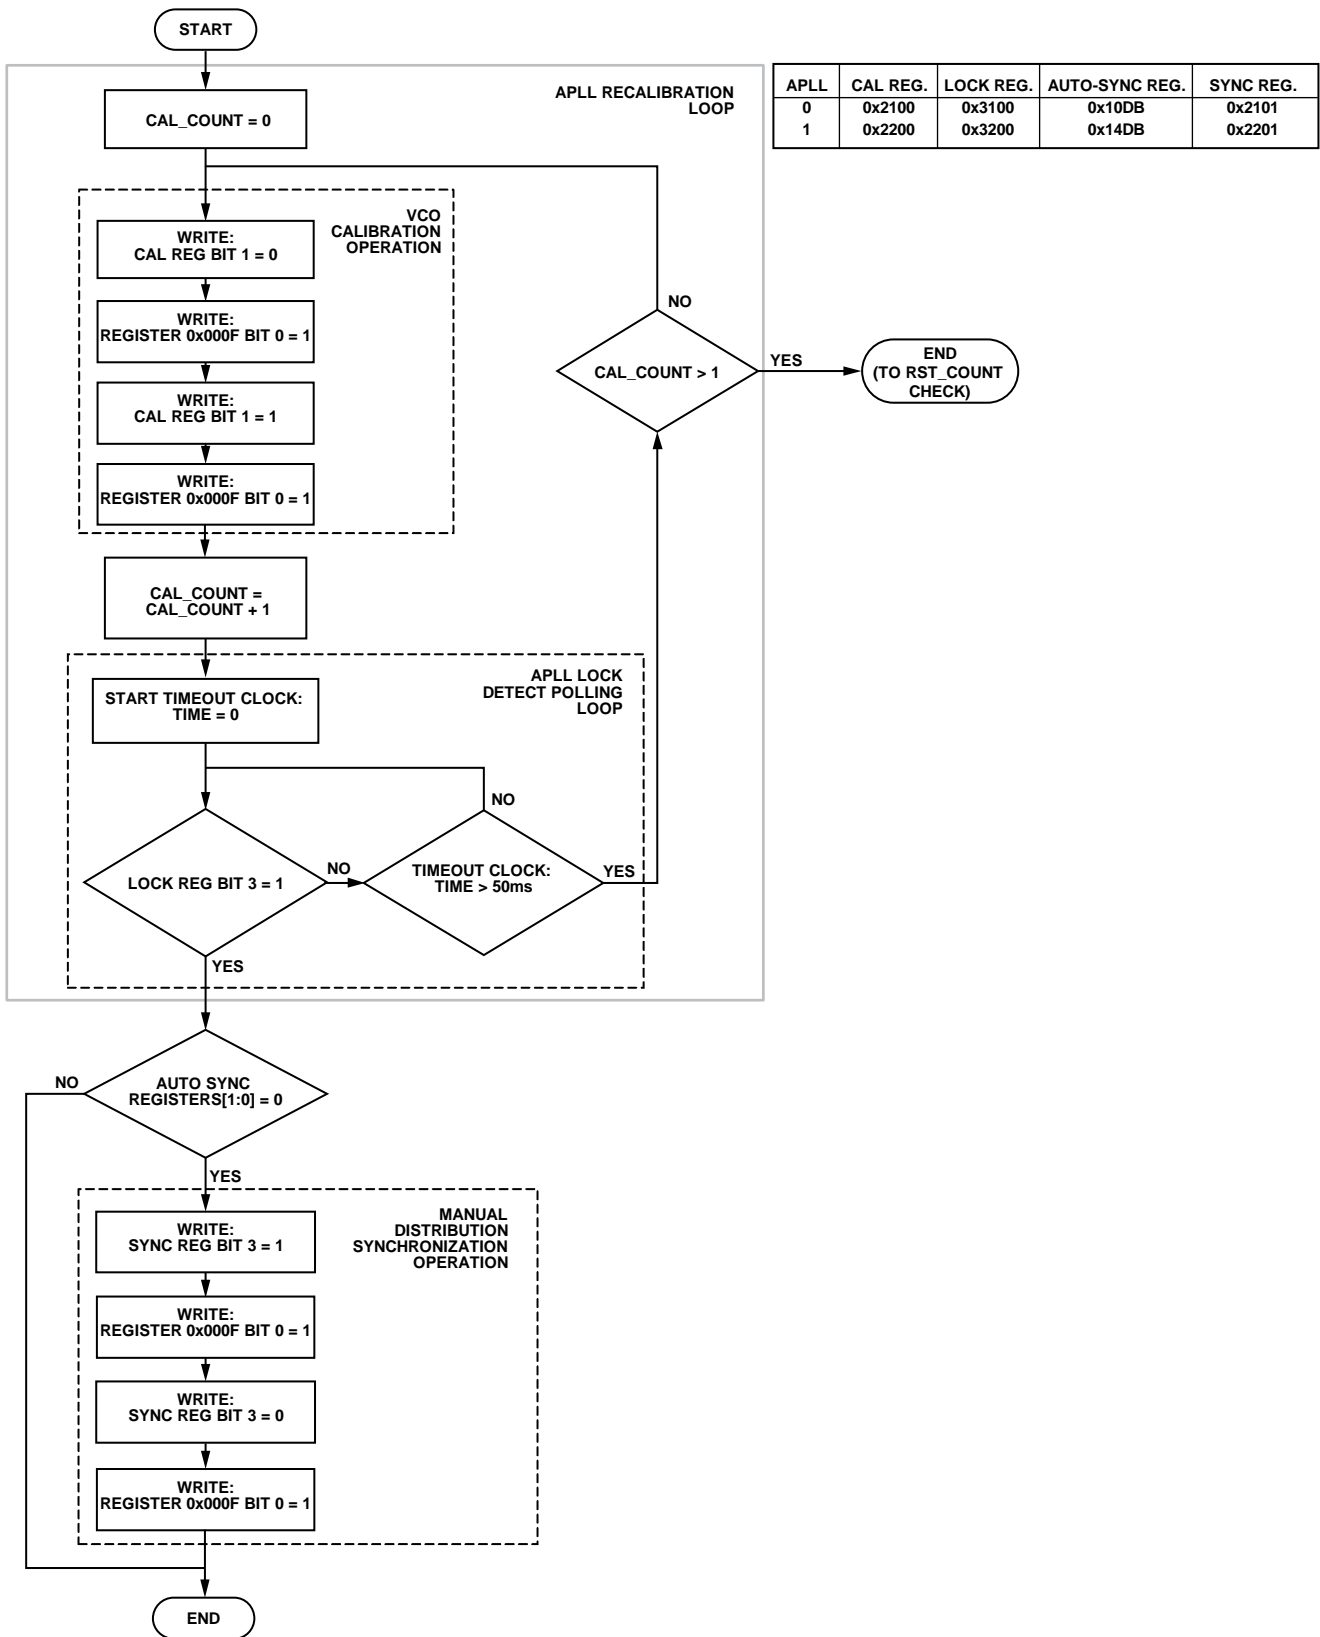 START
APLL RECALIBRATION
LOOP
APLL CAL REG. LOCK REG. AUTO-SYNC REG. SYNC REG.
0 0x2100 0x3100 0x10DB 0x2101
1 0x2200 0x3200 0x14DB 0x2201
CAL_COUNT = 0
VCO
CALIBRATION
OPERATION
WRITE:
CAL REG BIT 1 = 0
WRITE:
REGISTER 0x000F BIT 0 = 1
WRITE:
CAL REG BIT 1 = 1
WRITE:
REGISTER 0x000F BIT 0 = 1
NO
CAL_COUNT > 1
YES
END
(TO RST_COUNT
CHECK)
CAL_COUNT =
CAL_COUNT + 1
APLL LOCK
DETECT POLLING
LOOP
START TIMEOUT CLOCK:
TIME = 0
NO
LOCK REG BIT 3 = 1
NO
TIMEOUT CLOCK:
TIME > 50ms
YES
YES
NO
AUTO SYNC
REGISTERS[1:0] = 0
YES
MANUAL
DISTRIBUTION
SYNCHRONIZATION
OPERATION
WRITE:
SYNC REG BIT 3 = 1
WRITE:
REGISTER 0x000F BIT 0 = 1
WRITE:
SYNC REG BIT 3 = 0
WRITE:
REGISTER 0x000F BIT 0 = 1
END